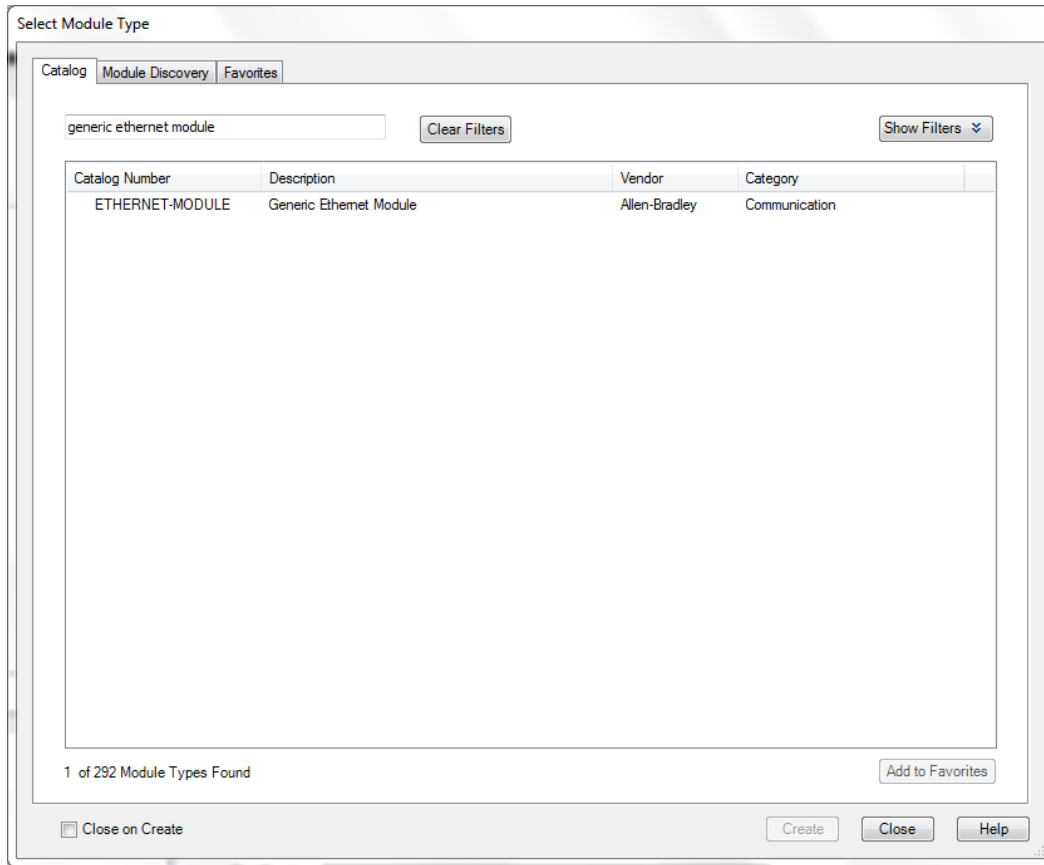 Select Module Type
Catalog Module Discovery Favorites
generic ethernet module Clear Filters Show Filters
Catalog Number Description Vendor Category
ETHERNET-MODULE Generic Ethernet Module Allen-Bradley Communication
1 of 292 Module Types Found Add to Favorites
Close on Create Create Close Help